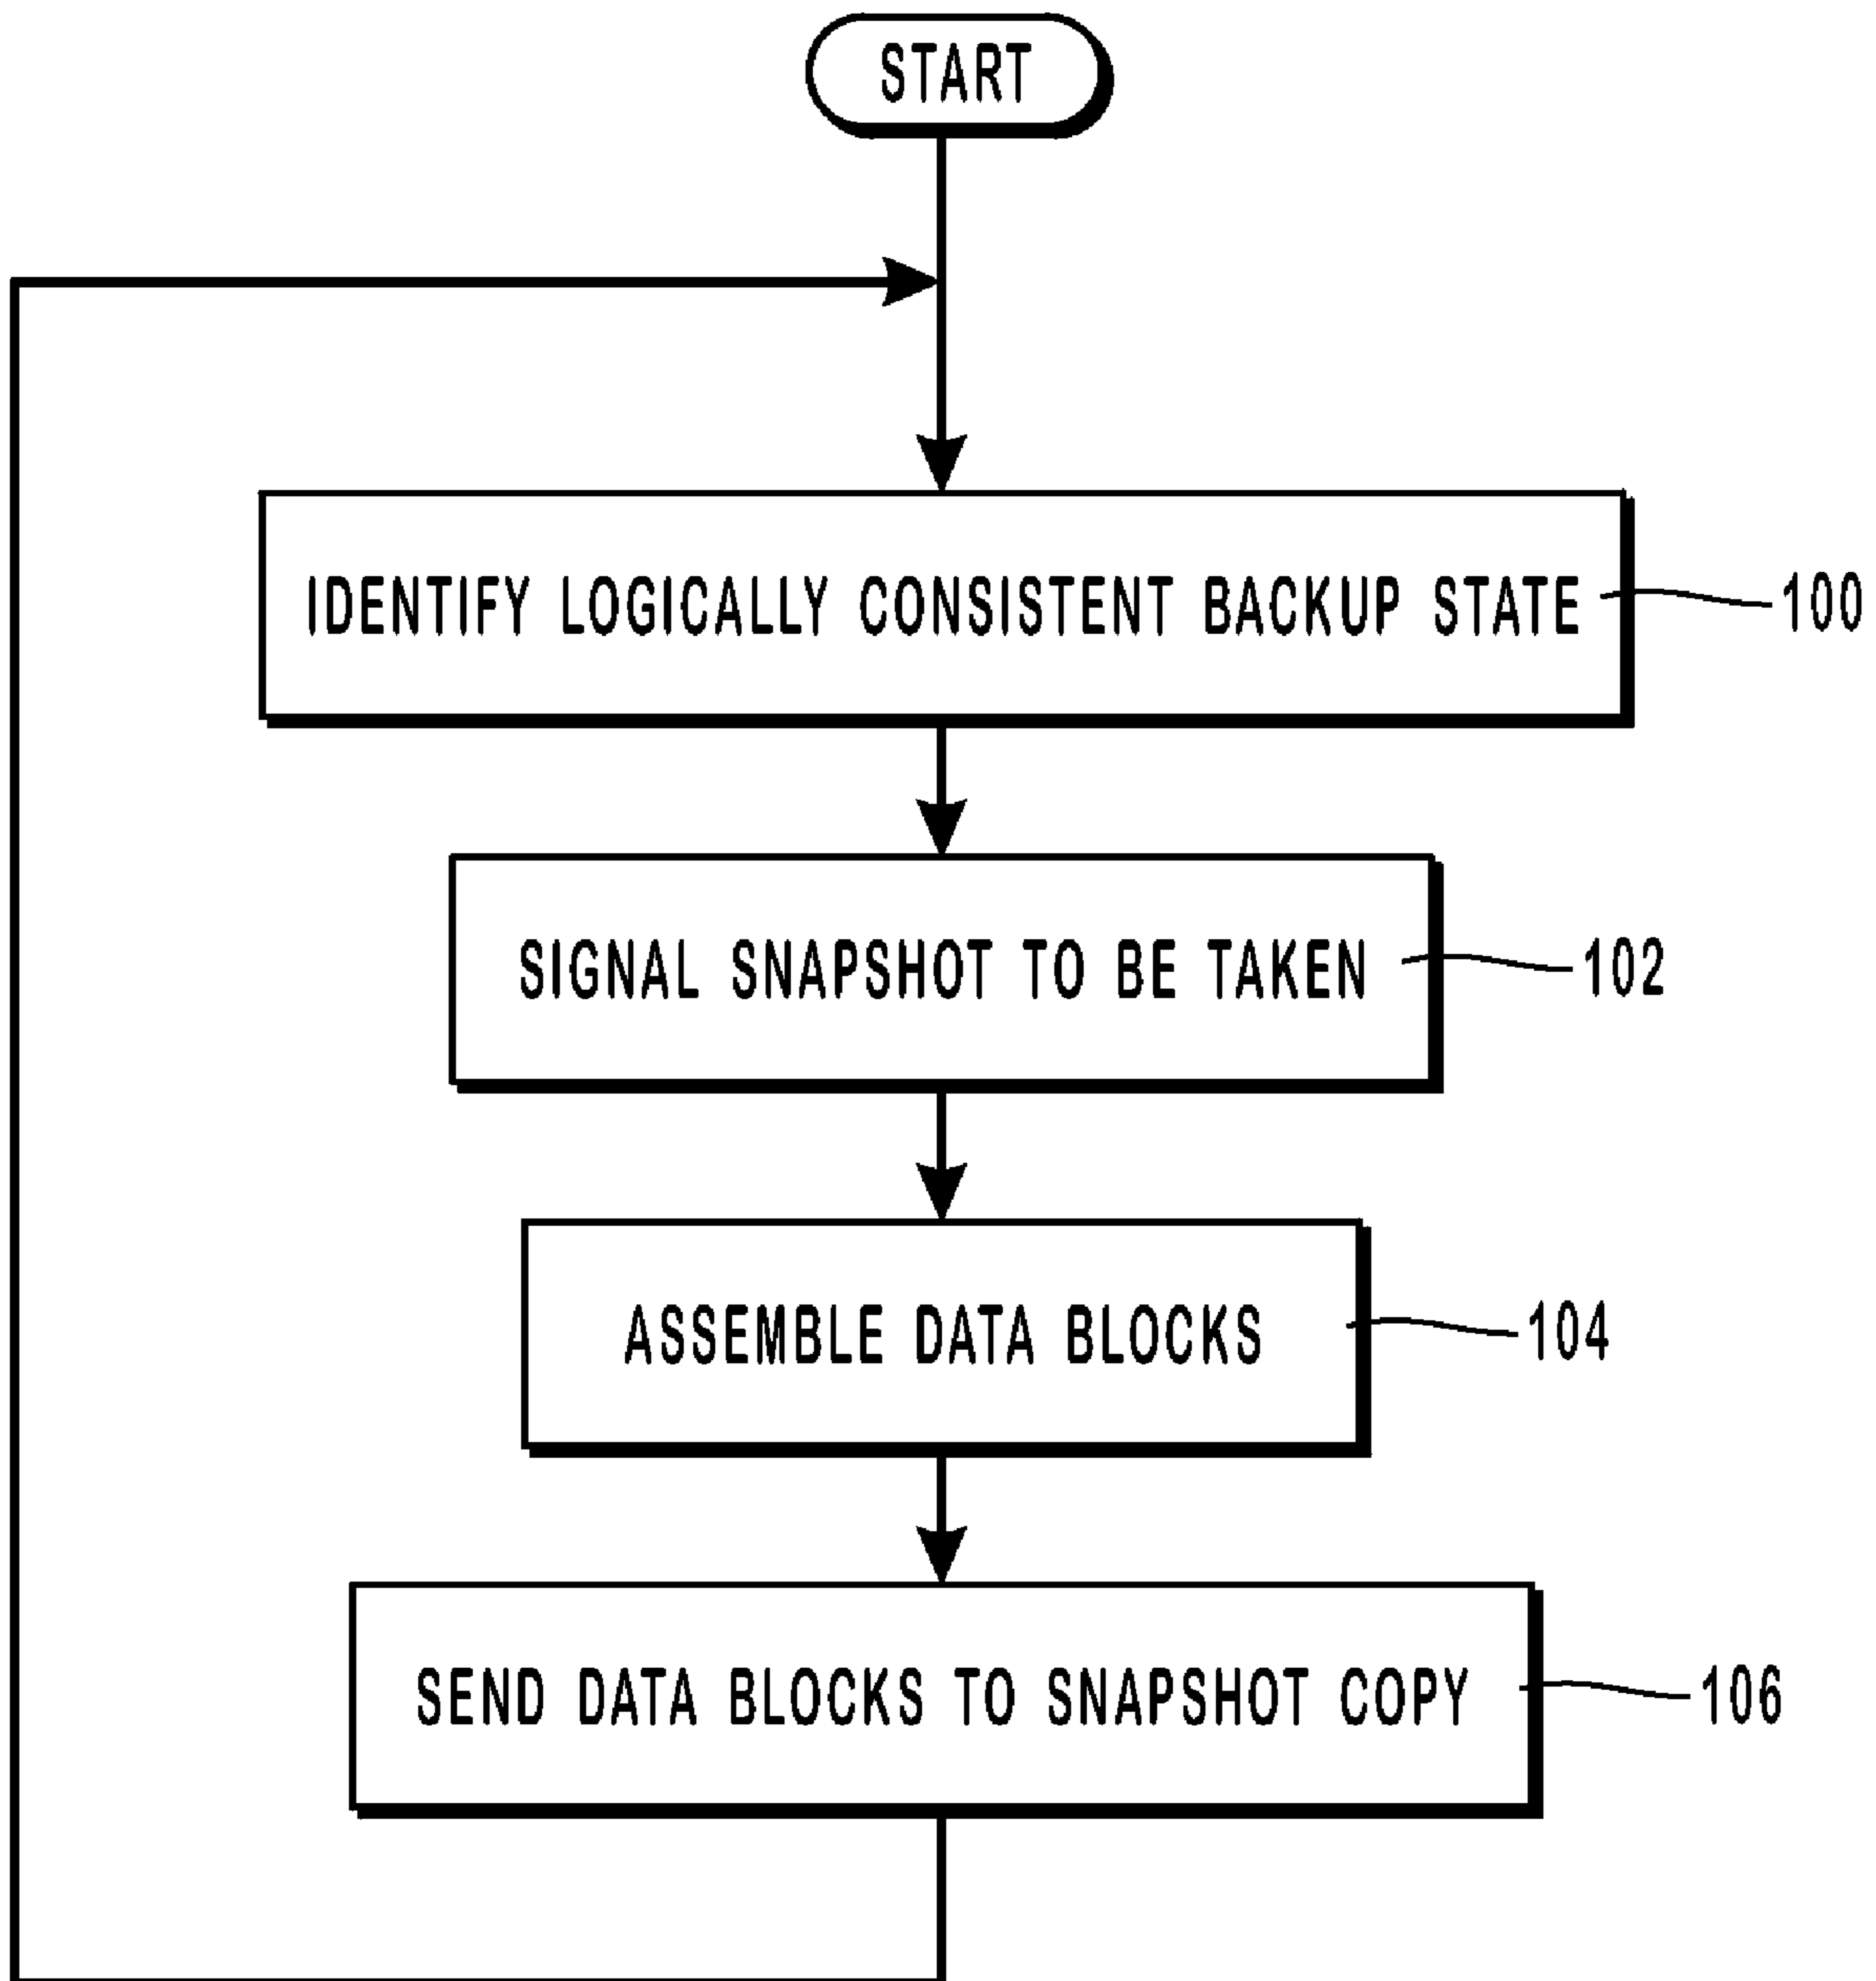 START
IDENTIFY LOGICALLY CONSISTENT BACKUP STATE
100
SIGNAL SNAPSHOT TO BE TAKEN
102
ASSEMBLE DATA BLOCKS
104
SEND DATA BLOCKS TO SNAPSHOT COPY
106